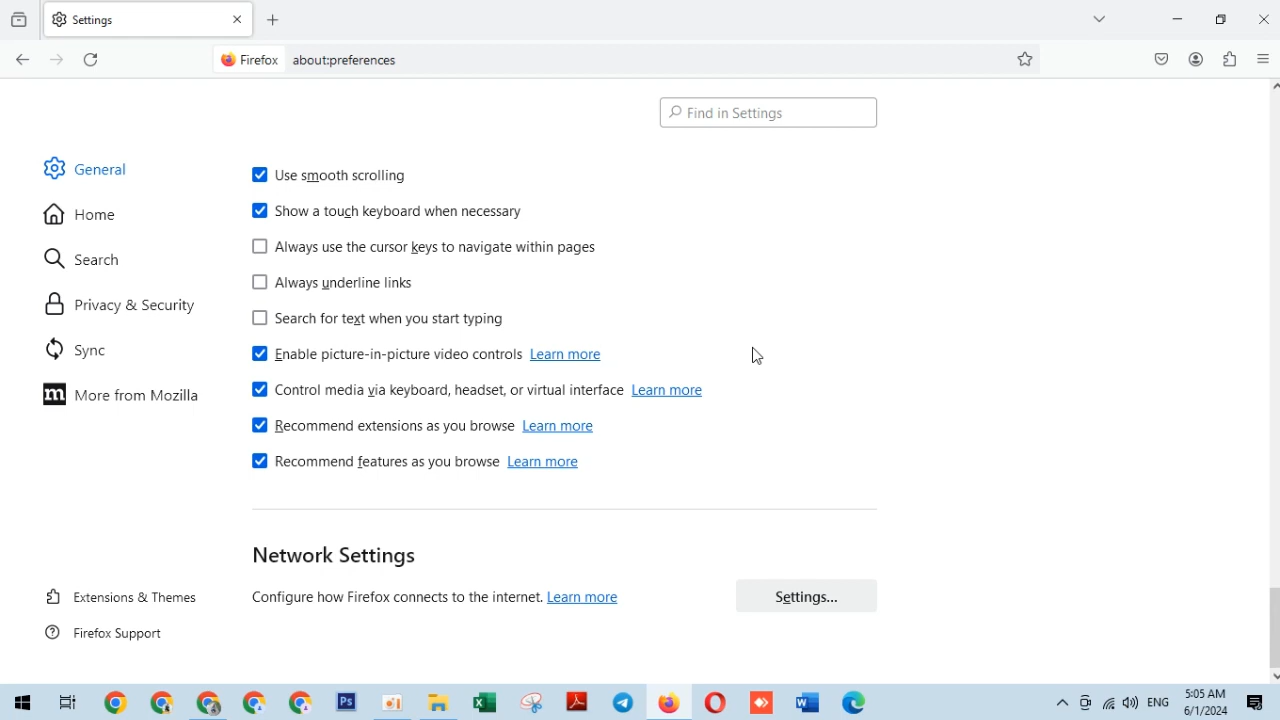 Settings
Firefox
about:preferences
Find in Settings
General
Home
Search
Privacy & Security
Sync
More from Mozilla
Extensions & Themes
Firefox Support
Use smooth scrolling
Show a touch keyboard when necessary
Always use the cursor keys to navigate within pages
Always underline links
Search for text when you start typing
Enable picture-in-picture video controls Learn more
Control media via keyboard, headset, or virtual interface Learn more
Recommend extensions as you browse Learn more
Recommend features as you browse Learn more
Network Settings
Configure how Firefox connects to the internet. Learn more
Settings...
m
Ps
ENG
5:05 AM
6/1/2024